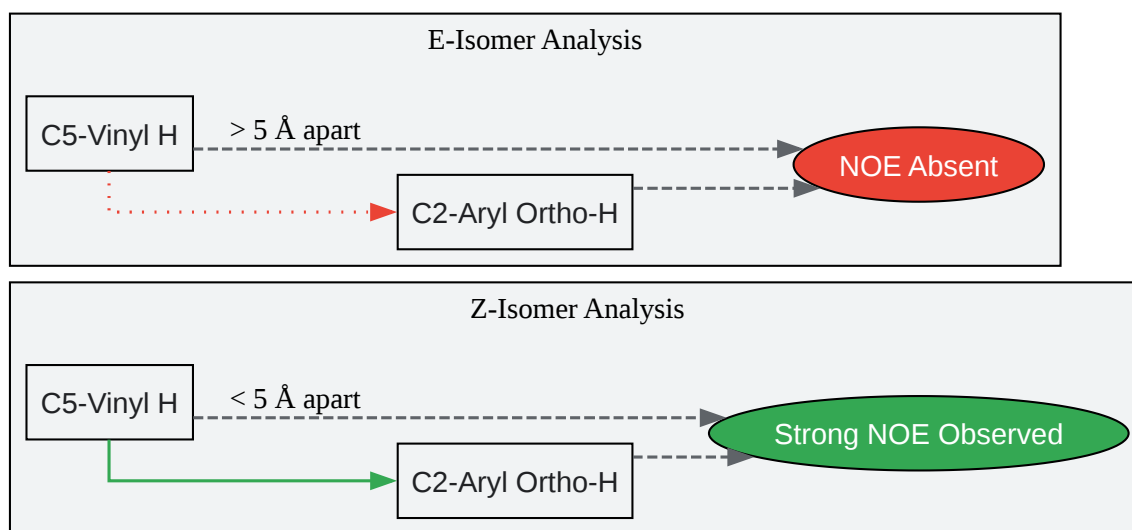 E-Isomer Analysis
C5-Vinyl H
> 5 Å apart
NOE Absent
C2-Aryl Ortho-H
Z-Isomer Analysis
C5-Vinyl H
< 5 Å apart
Strong NOE Observed
C2-Aryl Ortho-H